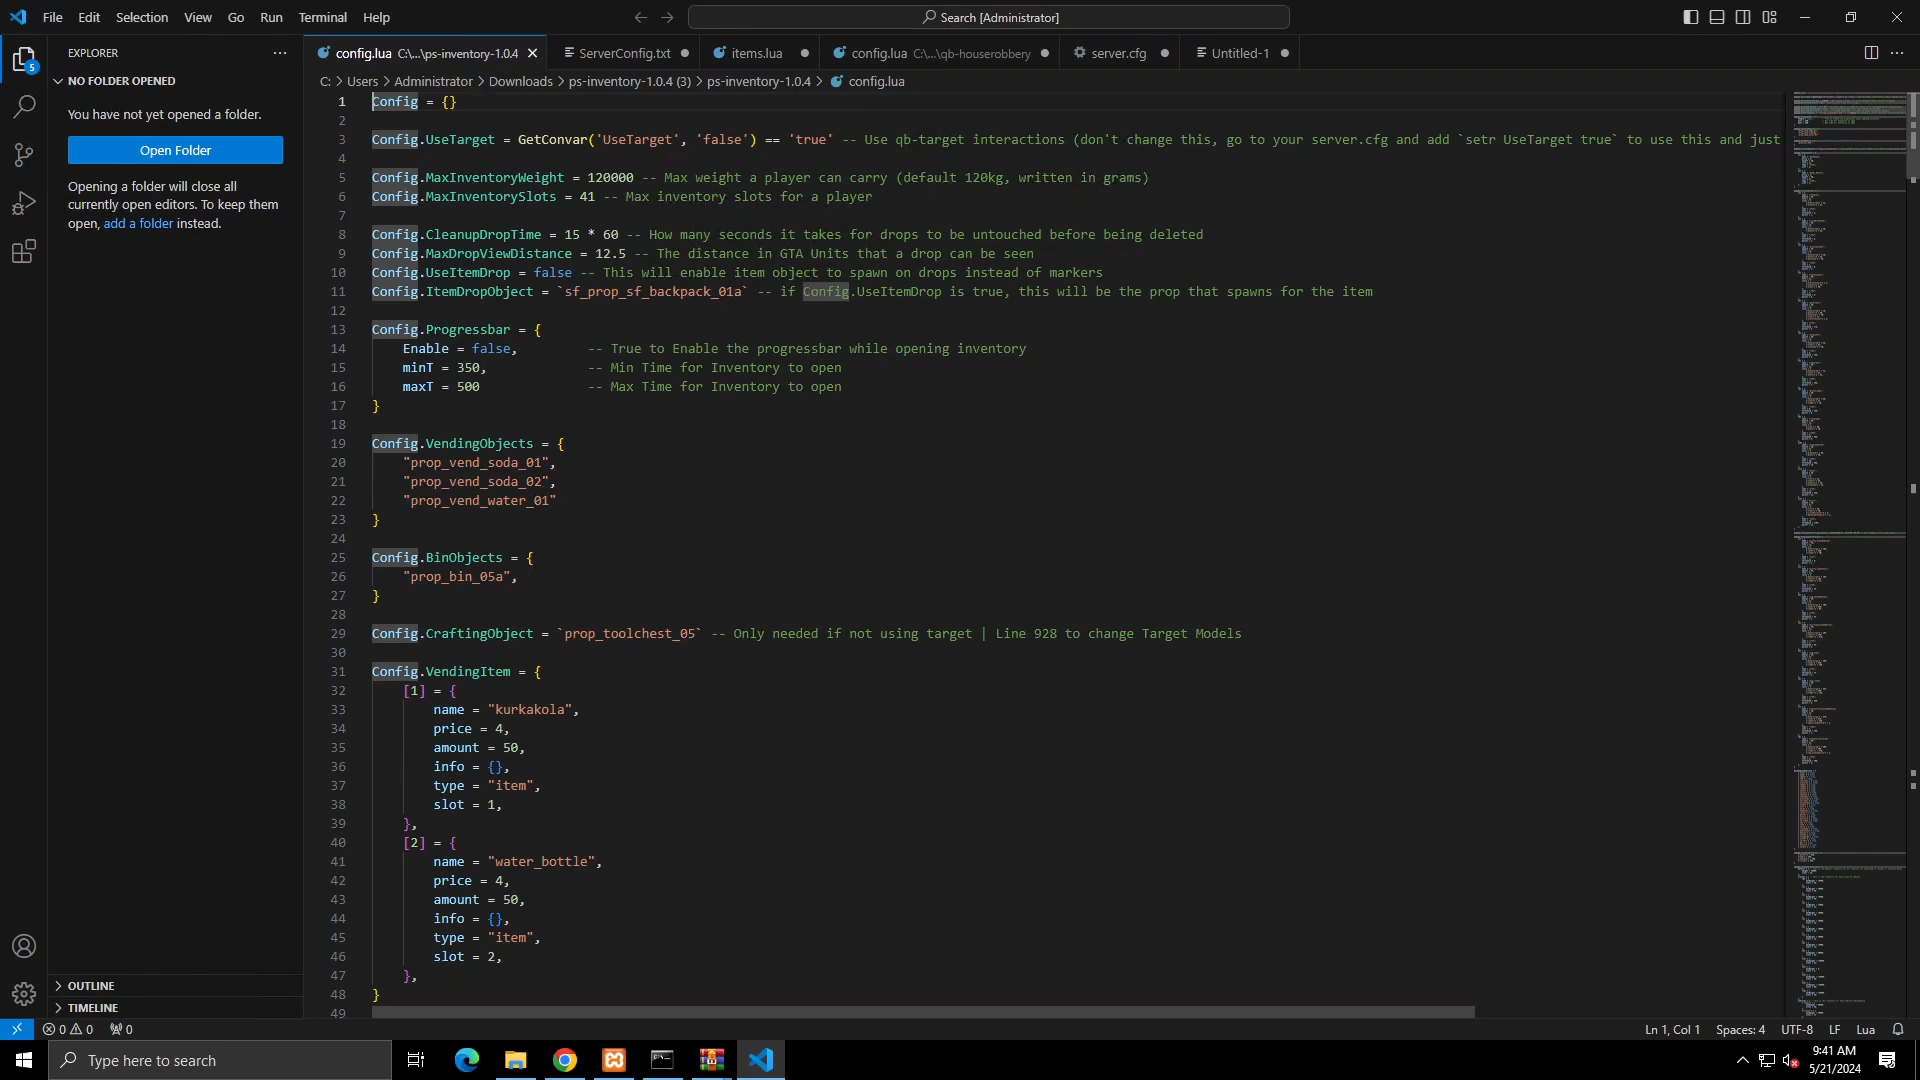 File Edit Selection View Go Run Terminal Help
Search [Administrator]
EXPLORER
config.lua C:\...\ps-inventory-1.0.4
ServerConfig.txt
items.lua
config.lua C:\...\qb-houserobbery
server.cfg
Untitled-1
NO FOLDER OPENED
You have not yet opened a folder.
Open Folder
Opening a folder will close all
currently open editors. To keep them
open, add a folder instead.
OUTLINE
TIMELINE
C: > Users > Administrator > Downloads > ps-inventory-1.0.4 (3) > ps-inventory-1.0.4 > config.lua
1 Config = {}
2
3 Config.UseTarget = GetConvar('UseTarget', 'false') == 'true' -- Use qb-target interactions (don't change this, go to your server.cfg and add `setr UseTarget true` to use this and just
4
5 Config.MaxInventoryWeight = 120000 -- Max weight a player can carry (default 120kg, written in grams)
6 Config.MaxInventorySlots = 41 -- Max inventory slots for a player
7
8 Config.CleanupDropTime = 15 * 60 -- How many seconds it takes for drops to be untouched before being deleted
9 Config.MaxDropViewDistance = 12.5 -- The distance in GTA Units that a drop can be seen
10 Config.UseItemDrop = false -- This will enable item object to spawn on drops instead of markers
11 Config.ItemDropObject = `sf_prop_sf_backpack_01a` -- if Config.UseItemDrop is true, this will be the prop that spawns for the item
12
13 Config.Progressbar = {
14 Enable = false, -- True to Enable the progressbar while opening inventory
15 minT = 350, -- Min Time for Inventory to open
16 maxT = 500 -- Max Time for Inventory to open
17 }
18
19 Config.VendingObjects = {
20 "prop_vend_soda_01",
21 "prop_vend_soda_02",
22 "prop_vend_water_01"
23 }
24
25 Config.BinObjects = {
26 "prop_bin_05a",
27 }
28
29 Config.CraftingObject = `prop_toolchest_05` -- Only needed if not using target | Line 928 to change Target Models
30
31 Config.VendingItem = {
32 [1] = {
33 name = "kurkakola",
34 price = 4,
35 amount = 50,
36 info = {},
37 type = "item",
38 slot = 1,
39 },
40 [2] = {
41 name = "water_bottle",
42 price = 4,
43 amount = 50,
44 info = {},
45 type = "item",
46 slot = 2,
47 },
48 }
49
5
0 0 0
Ln 1, Col 1 Spaces: 4 UTF-8 LF Lua
Type here to search
9:41 AM
5/21/2024